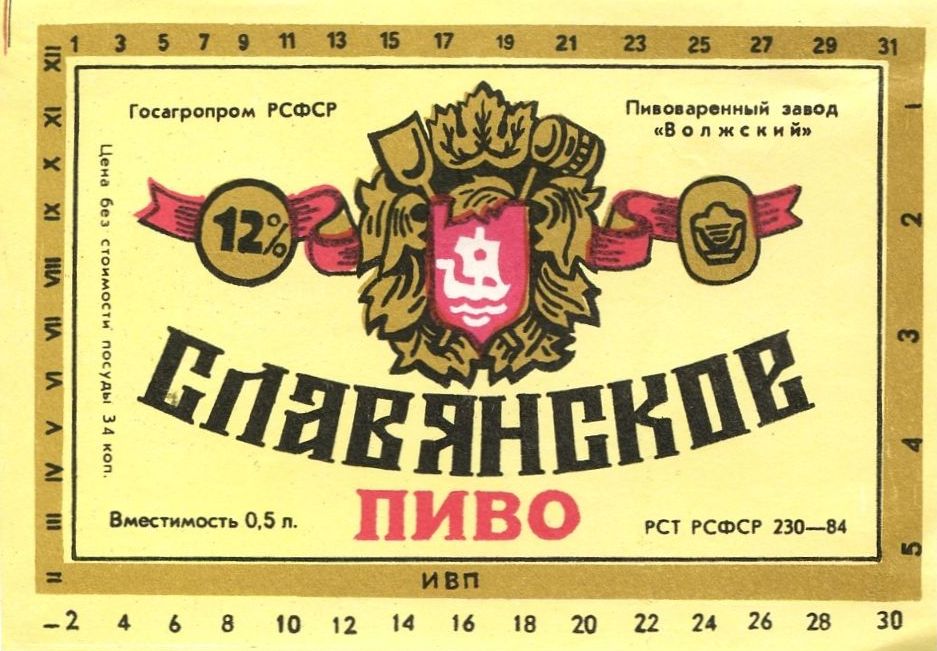 1 3 5 7 9 11 13 15 17 19 21 23 25 27 29 31
XII XI X IX VIII VII VI V IV III II I
Госагропром РСФСР
Пивоваренный завод
«Волжский»
Цена без стоимости посуды 34 коп.
12%
СЛАВЯНСКОЕ
ПИВО
Вместимость 0,5 л.
РСТ РСФСР 230—84
1 2 3 4 5
ИВП
2 4 6 8 10 12 14 16 18 20 22 24 26 28 30